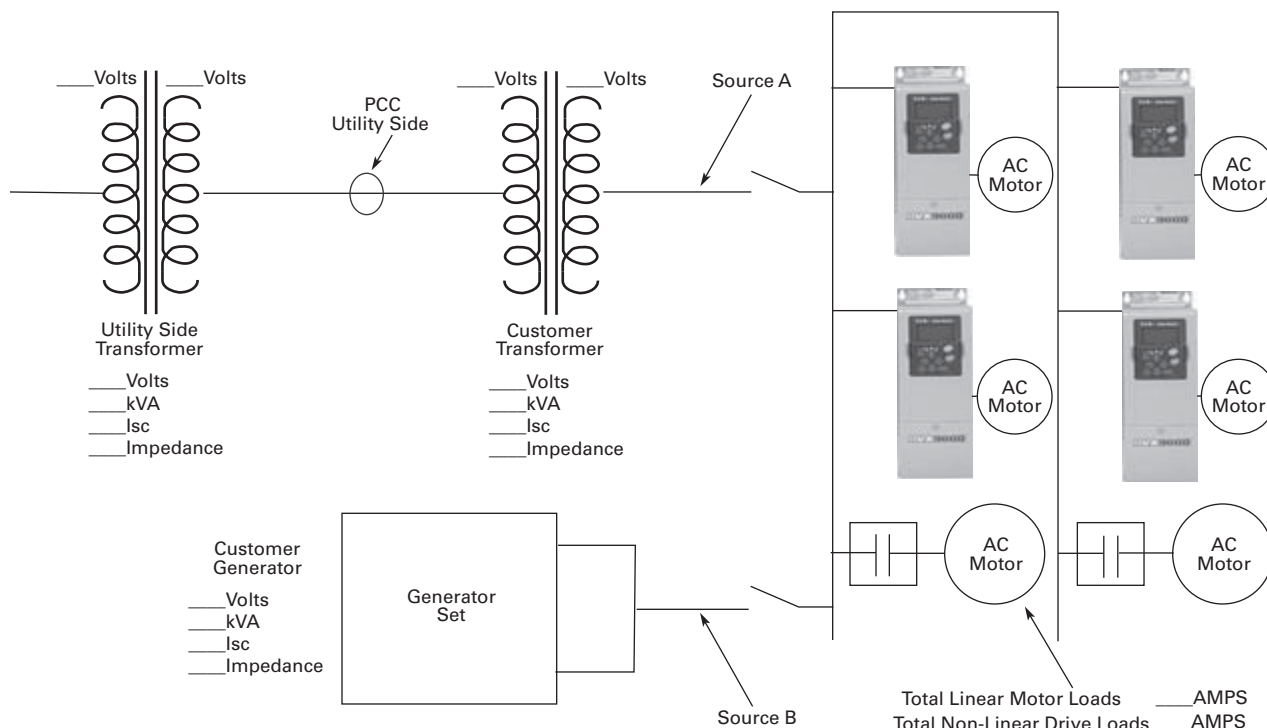 ____Volts ____Volts
____Volts ____Volts
PCC
Utility Side
Source A
AC
Motor
AC
Motor
Utility Side
Transformer
____Volts
____kVA
____Isc
____Impedance
Customer
Transformer
____Volts
____kVA
____Isc
____Impedance
AC
Motor
AC
Motor
Customer
Generator
____Volts
____kVA
____Isc
____Impedance
Generator
Set
AC
Motor
AC
Motor
Source B
Total Linear Motor Loads ____AMPS
Total Non-Linear Drive Loads ____AMPS